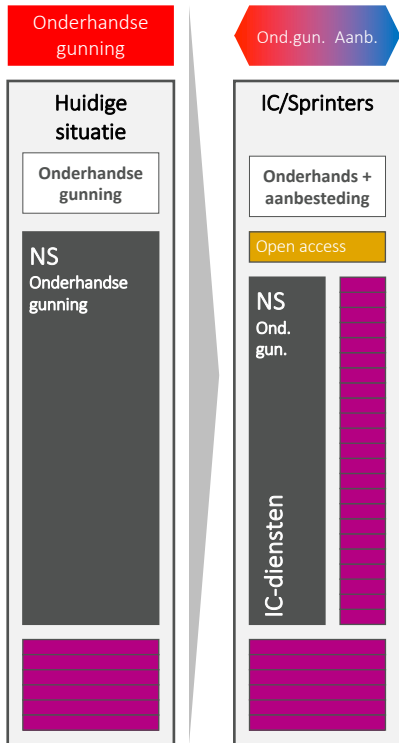 Onderhandse
gunning
Huidige
situatie
Onderhandse
gunning
NS
Onderhandse
gunning
Ond.gun. Aanb.
IC/Sprinters
Onderhands +
aanbesteding
Open access
NS
Ond.
gun.
IC-diensten